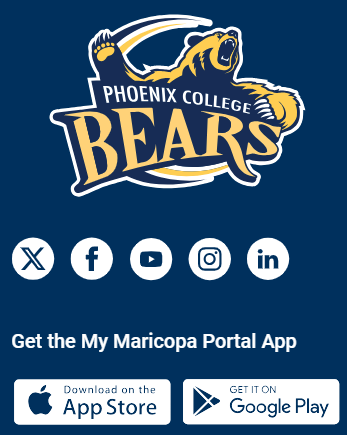 PHOENIX COLLEGE
BEARS
Get the My Maricopa Portal App
Download on the
App Store
GET IT ON
Google Play